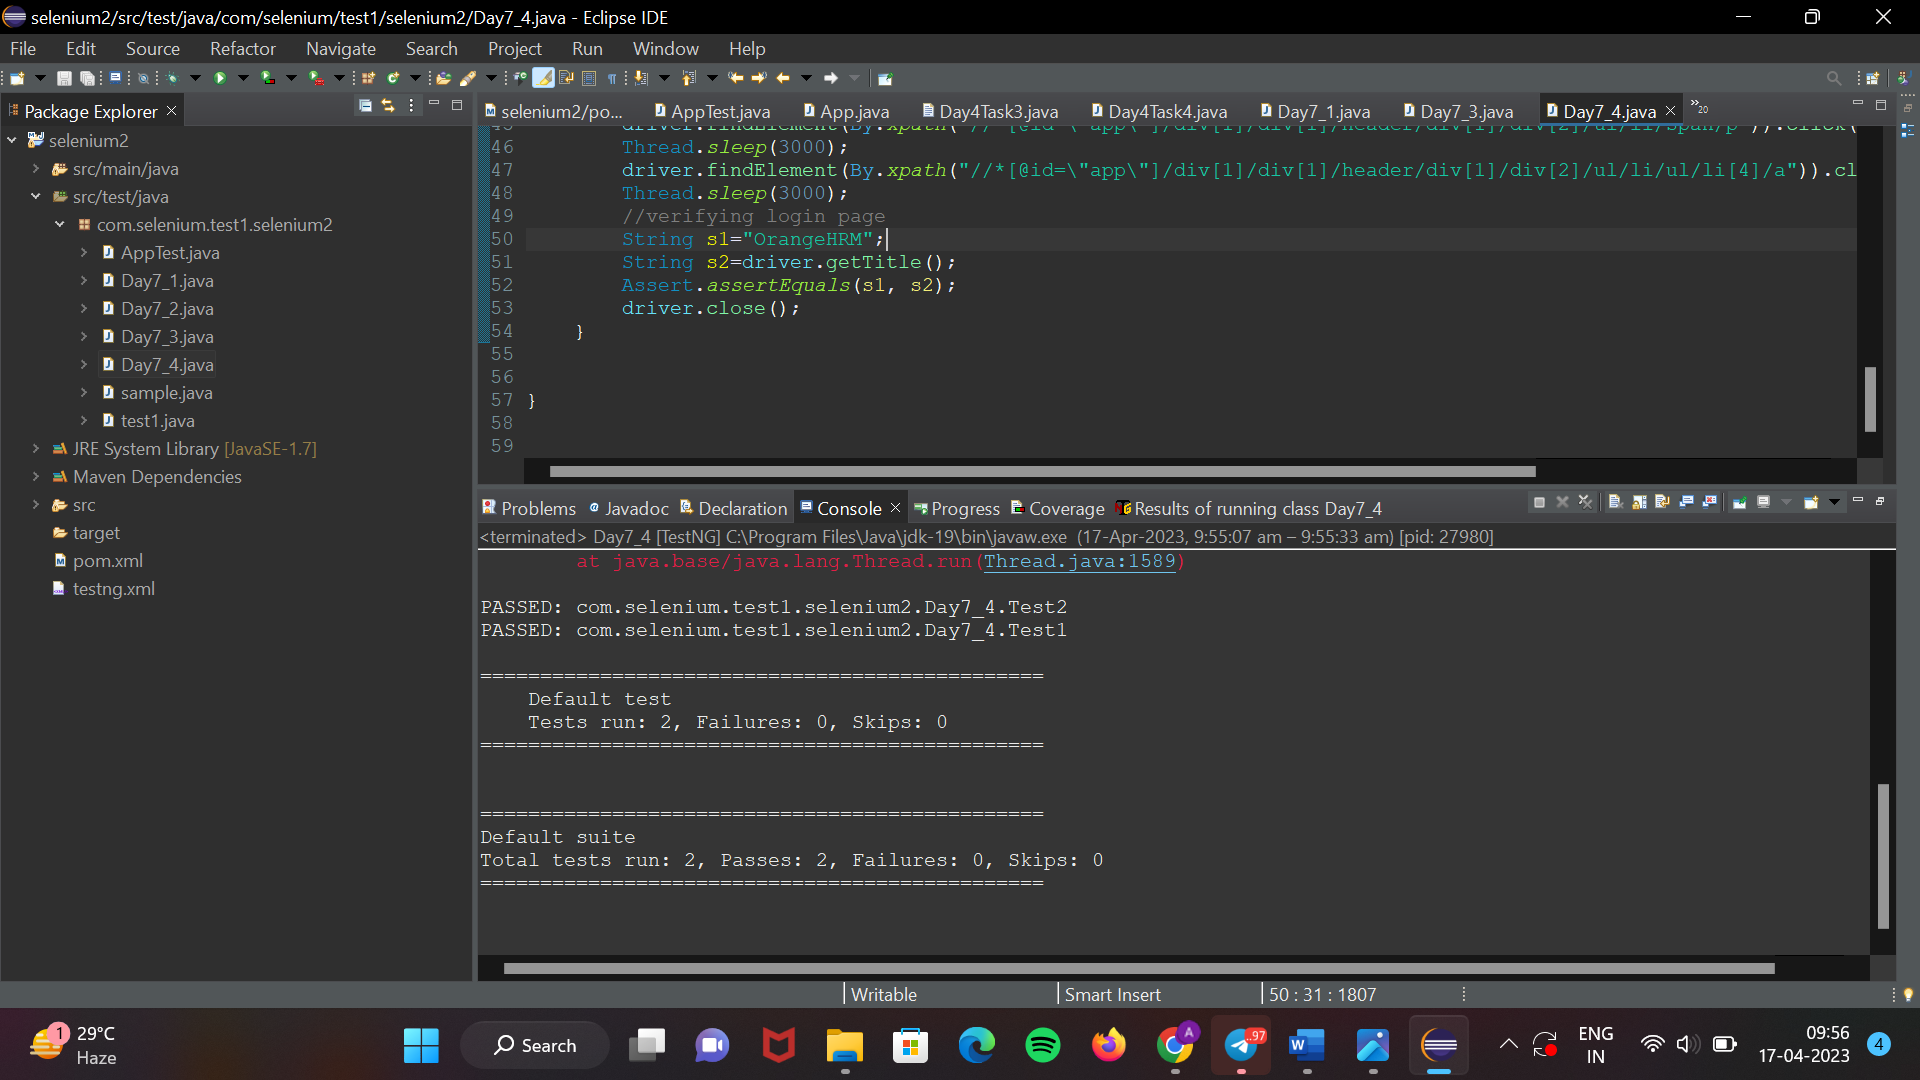 selenium2/src/test/java/com/selenium/test1/selenium2/Day7_4.java - Eclipse IDE
File Edit Source Refactor Navigate Search Project Run Window Help
Package Explorer
selenium2/po... AppTest.java App.java Day4Task3.java Day4Task4.java Day7_1.java Day7_3.java Day7_4.java »20
selenium2
src/main/java
src/test/java
com.selenium.test1.selenium2
AppTest.java
Day7_1.java
Day7_2.java
Day7_3.java
Day7_4.java
sample.java
test1.java
JRE System Library [JavaSE-1.7]
Maven Dependencies
src
target
pom.xml
testng.xml
46 Thread.sleep(3000);
47 driver.findElement(By.xpath("//*[@id=\"app\"]/div[1]/div[1]/header/div[1]/div[2]/ul/li/ul/li[4]/a")).cl
48 Thread.sleep(3000);
49 //verifying login page
50 String s1="OrangeHRM";
51 String s2=driver.getTitle();
52 Assert.assertEquals(s1, s2);
53 driver.close();
54 }
55
56
57 }
58
59
Problems Javadoc Declaration Console Progress Coverage Results of running class Day7_4
<terminated> Day7_4 [TestNG] C:\Program Files\Java\jdk-19\bin\javaw.exe (17-Apr-2023, 9:55:07 am – 9:55:33 am) [pid: 27980]
at java.base/java.lang.Thread.run(Thread.java:1589)
PASSED: com.selenium.test1.selenium2.Day7_4.Test2
PASSED: com.selenium.test1.selenium2.Day7_4.Test1
===============================================
Default test
Tests run: 2, Failures: 0, Skips: 0
===============================================
===============================================
Default suite
Total tests run: 2, Passes: 2, Failures: 0, Skips: 0
===============================================
Writable Smart Insert 50 : 31 : 1807
1 29°C
Haze
Search
A
..97
ENG
IN
09:56
17-04-2023
4